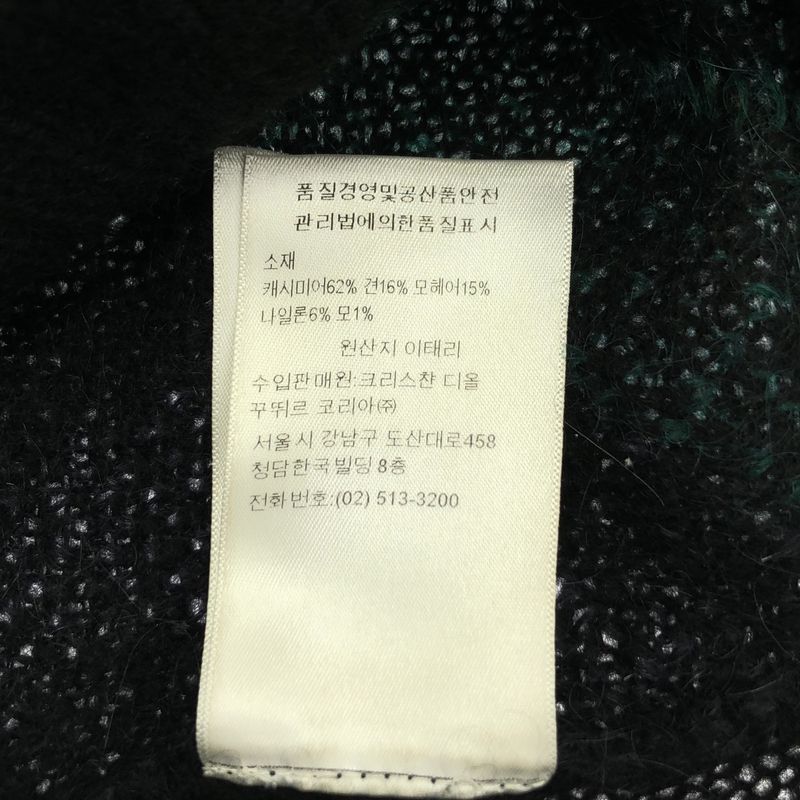 품질경영및공산품안전
관리법에의한품질표시
소재
캐시미어62% 견16% 모헤어15%
나일론6% 모1%
원산지 이태리
수입판매원:크리스챤 디올
꾸뛰르 코리아㈜
서울시 강남구 도산대로458
청담한국빌딩 8층
전화번호:(02) 513-3200